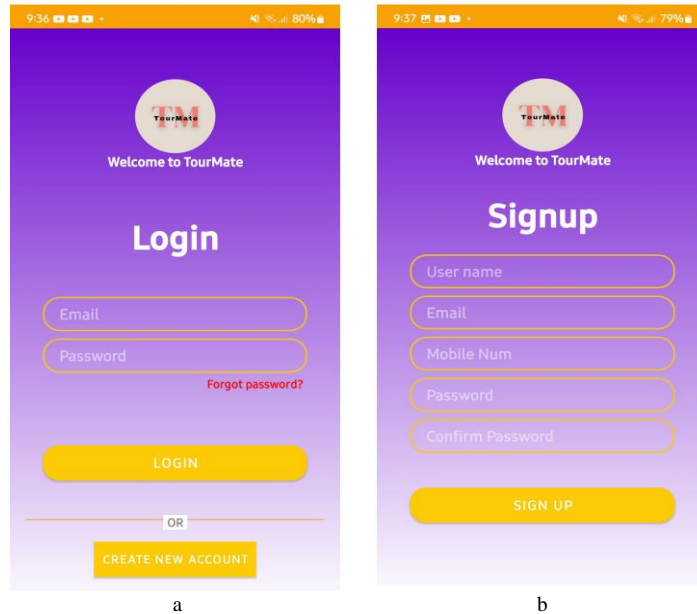 9:36
80%
TM
TourMate
Welcome to TourMate
Login
Email
Password
Forgot password?
LOGIN
OR
CREATE NEW ACCOUNT
a
9:37
79%
TM
TourMate
Welcome to TourMate
Signup
User name
Email
Mobile Num
Password
Confirm Password
SIGN UP
b